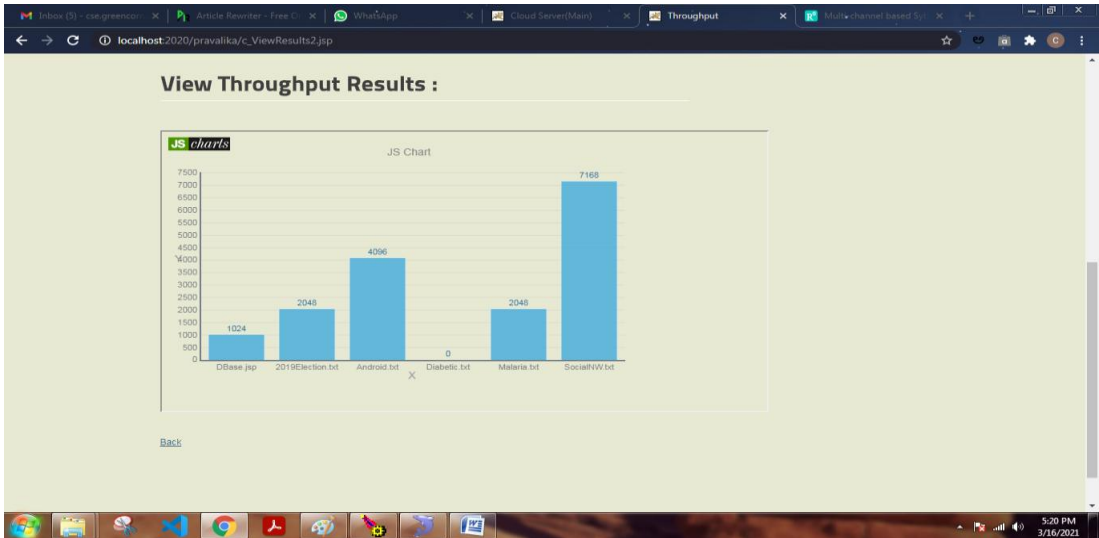 Inbox (5) - cse.greencor
Article Rewriter - Free O
WhatsApp
Cloud Server(Main)
Throughput
Multi-channel based Sy
localhost:2020/pravalika/c_ViewResults2.jsp
View Throughput Results :
JS charts
JS Chart
7500
7000
6500
6000
5500
5000
4500
4000
3500
3000
2500
2000
1500
1000
500
0
Y
1024
2048
4096
0
2048
7168
DBase.jsp 2019Election.txt Android.txt Diabetic.txt Malaria.txt SocialNW.txt
X
Back
5:20 PM
3/16/2021